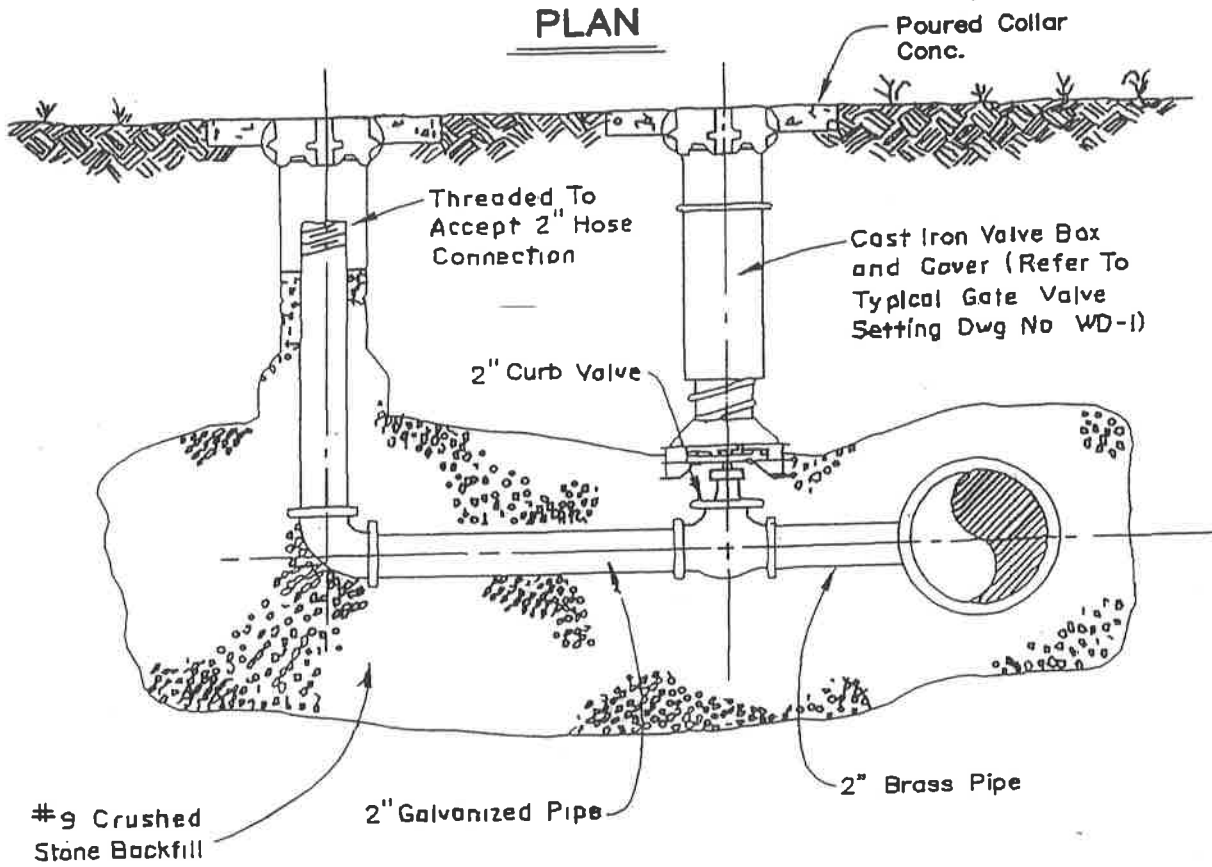 PLAN
Poured Collar
Conc.
Threaded To
Accept 2" Hose
Connection
Cast Iron Valve Box
and Cover (Refer To
Typical Gate Valve
Setting Dwg No WD-1)
2" Curb Valve
2" Brass Pipe
2" Galvanized Pipe
#9 Crushed
Stone Backfill